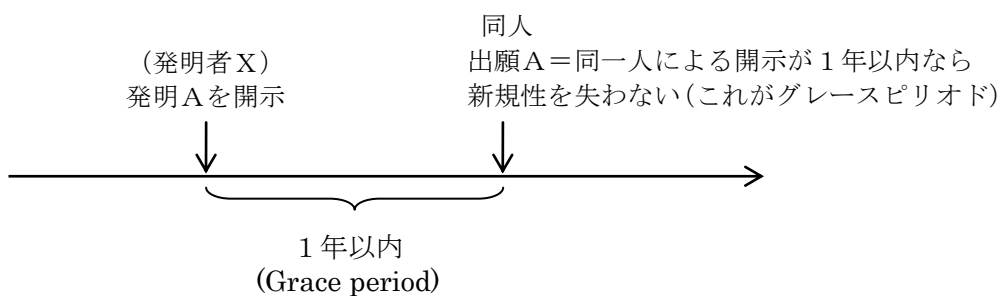 (発明者X)
発明Aを開示
同人
出願A=同一人による開示が1年以内なら
新規性を失わない(これがグレースピリオド)
1年以内
(Grace period)